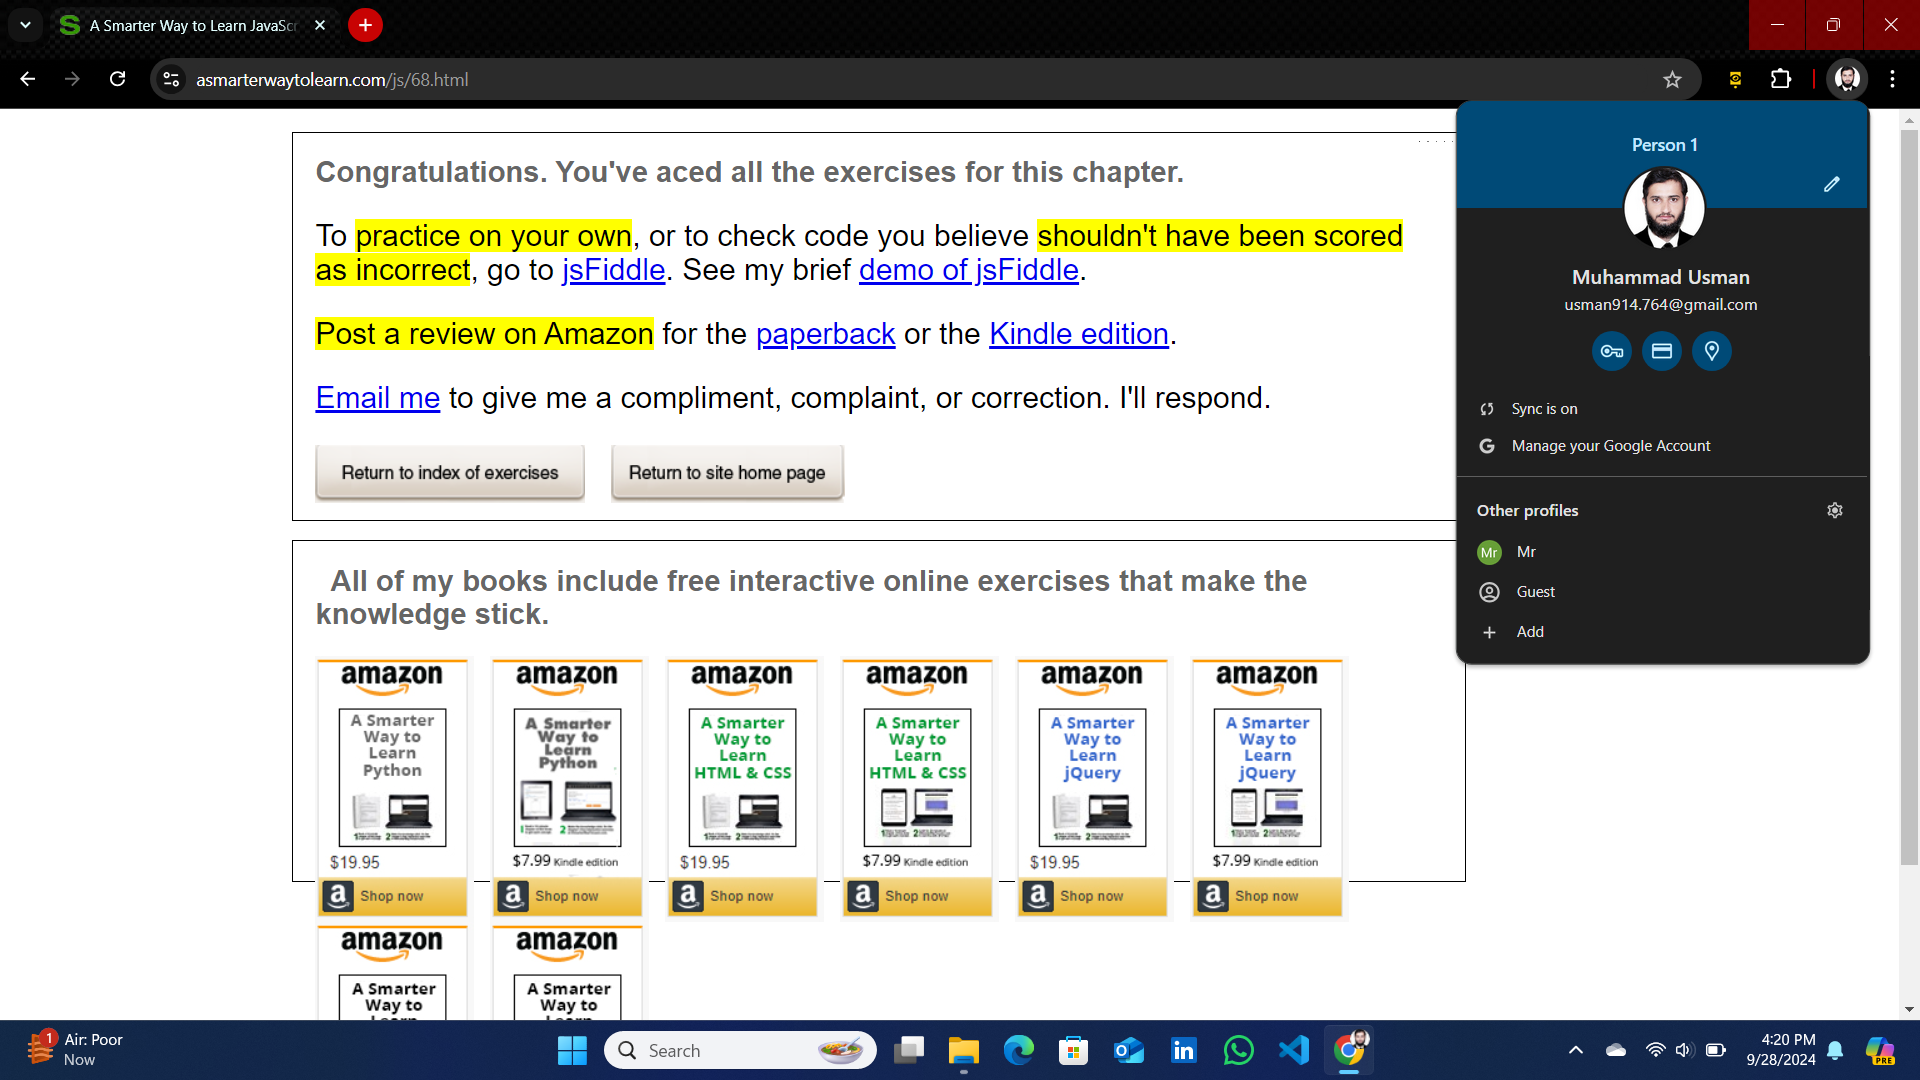 A Smarter Way to Learn JavaScr
asmarterwaytolearn.com/js/68.html
Congratulations. You've aced all the exercises for this chapter.
To practice on your own, or to check code you believe shouldn't have been scored
as incorrect, go to jsFiddle. See my brief demo of jsFiddle.
Post a review on Amazon for the paperback or the Kindle edition.
Email me to give me a compliment, complaint, or correction. I'll respond.
Return to index of exercises
Return to site home page
Person 1
Muhammad Usman
usman914.764@gmail.com
Sync is on
Manage your Google Account
Other profiles
Mr Mr
Guest
Add
All of my books include free interactive online exercises that make the
knowledge stick.
amazon
A Smarter
Way to
Learn
Python
$19.95
Shop now
amazon
A Smarter
Way to
Learn
Python
$7.99 Kindle edition
Shop now
amazon
A Smarter
Way to
Learn
HTML & CSS
$19.95
Shop now
amazon
A Smarter
Way to
Learn
HTML & CSS
$7.99 Kindle edition
Shop now
amazon
A Smarter
Way to
Learn
jQuery
$19.95
Shop now
amazon
A Smarter
Way to
Learn
jQuery
$7.99 Kindle edition
Shop now
amazon
A Smarter
Way to
amazon
A Smarter
Way to
1
Air: Poor
Now
Search
4:20 PM
9/28/2024
PRE